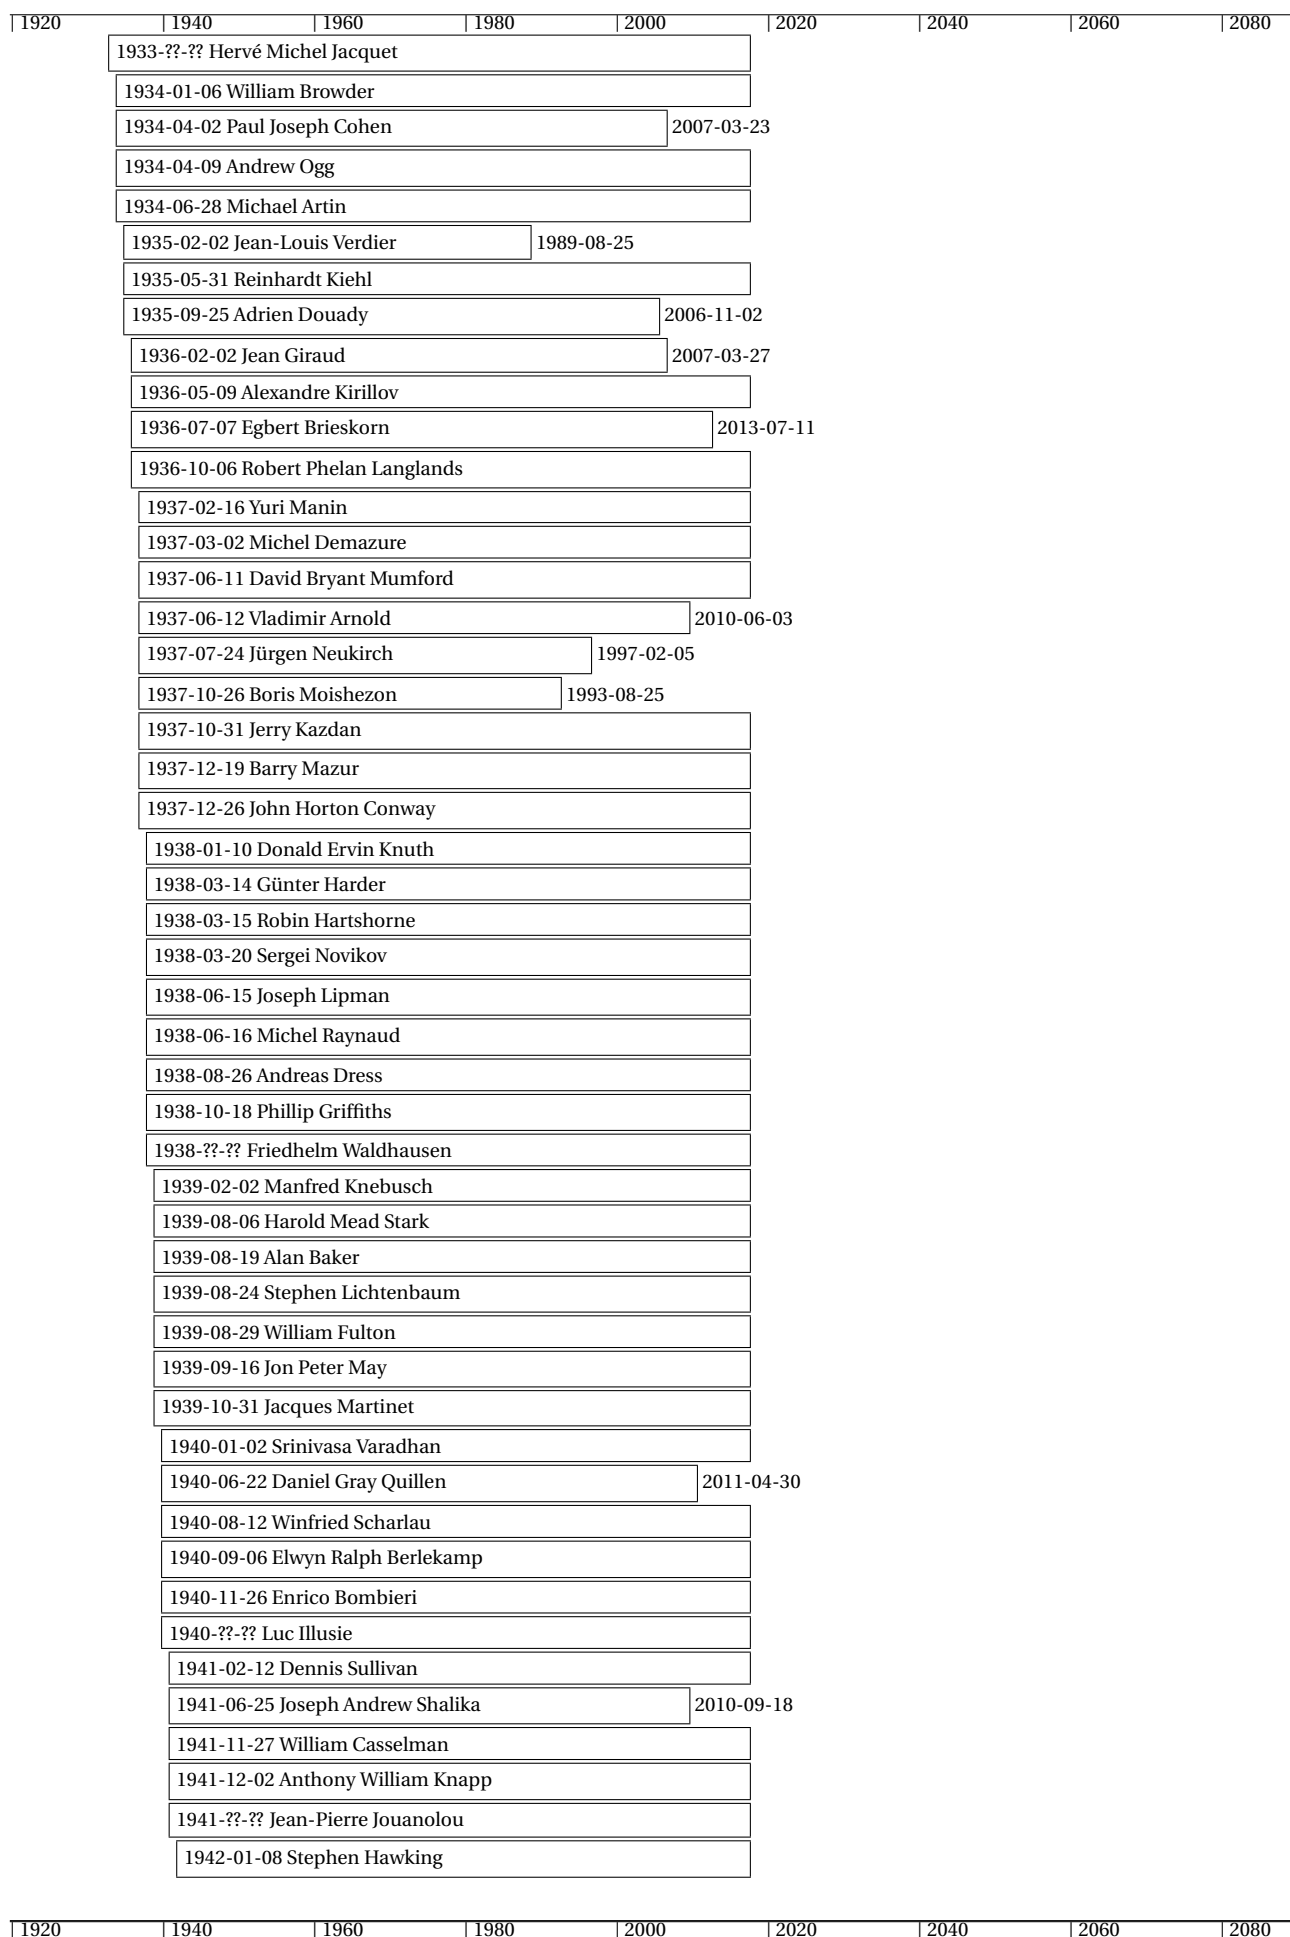 1920 1940 1960 1980 2000 2020 2040 2060 2080
1933-??-?? Hervé Michel Jacquet
1934-01-06 William Browder
1934-04-02 Paul Joseph Cohen 2007-03-23
1934-04-09 Andrew Ogg
1934-06-28 Michael Artin
1935-02-02 Jean-Louis Verdier 1989-08-25
1935-05-31 Reinhardt Kiehl
1935-09-25 Adrien Douady 2006-11-02
1936-02-02 Jean Giraud 2007-03-27
1936-05-09 Alexandre Kirillov
1936-07-07 Egbert Brieskorn 2013-07-11
1936-10-06 Robert Phelan Langlands
1937-02-16 Yuri Manin
1937-03-02 Michel Demazure
1937-06-11 David Bryant Mumford
1937-06-12 Vladimir Arnold 2010-06-03
1937-07-24 Jürgen Neukirch 1997-02-05
1937-10-26 Boris Moishezon 1993-08-25
1937-10-31 Jerry Kazdan
1937-12-19 Barry Mazur
1937-12-26 John Horton Conway
1938-01-10 Donald Ervin Knuth
1938-03-14 Günter Harder
1938-03-15 Robin Hartshorne
1938-03-20 Sergei Novikov
1938-06-15 Joseph Lipman
1938-06-16 Michel Raynaud
1938-08-26 Andreas Dress
1938-10-18 Phillip Griffiths
1938-??-?? Friedhelm Waldhausen
1939-02-02 Manfred Knebusch
1939-08-06 Harold Mead Stark
1939-08-19 Alan Baker
1939-08-24 Stephen Lichtenbaum
1939-08-29 William Fulton
1939-09-16 Jon Peter May
1939-10-31 Jacques Martinet
1940-01-02 Srinivasa Varadhan
1940-06-22 Daniel Gray Quillen 2011-04-30
1940-08-12 Winfried Scharlau
1940-09-06 Elwyn Ralph Berlekamp
1940-11-26 Enrico Bombieri
1940-??-?? Luc Illusie
1941-02-12 Dennis Sullivan
1941-06-25 Joseph Andrew Shalika 2010-09-18
1941-11-27 William Casselman
1941-12-02 Anthony William Knapp
1941-??-?? Jean-Pierre Jouanolou
1942-01-08 Stephen Hawking
1920 1940 1960 1980 2000 2020 2040 2060 2080